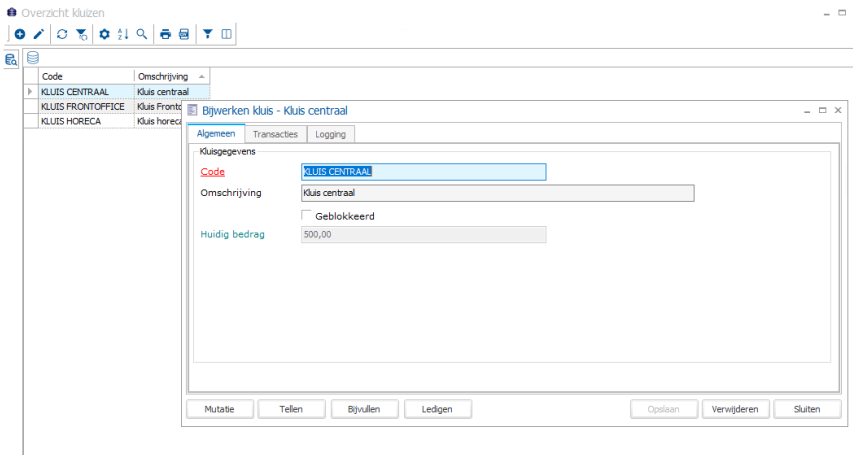 Overzicht kluizen
Code Omschrijving
KLUIS CENTRAAL Kluis centraal
KLUIS FRONTOFFICE Kluis
KLUIS HORECA Kluis
Bijwerken kluis - Kluis centraal
Algemeen Transacties Logging
Kluisgegevens
Code KLUIS CENTRAAL
Omschrijving Kluis centraal
Geblokkeerd
Huidig bedrag 500,00
Mutatie Tellen Bijvullen Ledigen Opslaan Verwijderen Sluiten